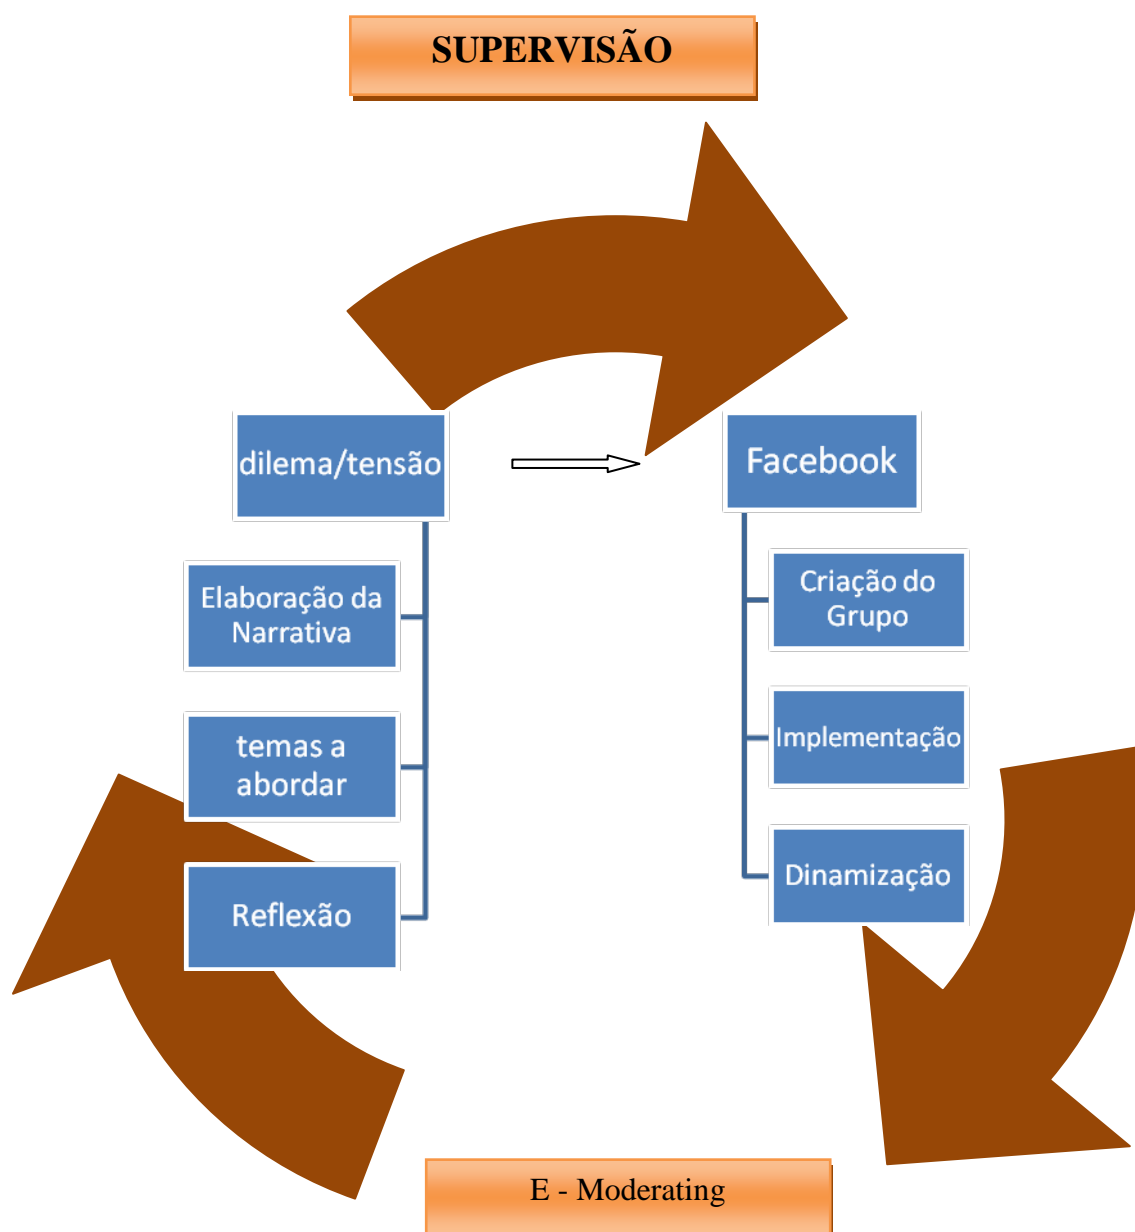 SUPERVISÃO
dilema/tensão
Elaboração da
Narrativa
temas a
abordar
Reflexão
Facebook
Criação do
Grupo
Implementação
Dinamização
E - Moderating